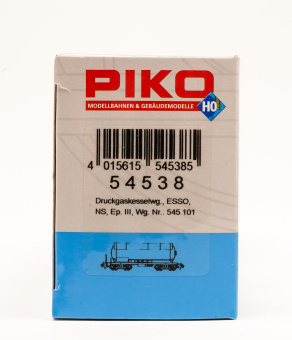 PIKO
MODELLBAHNEN & GEBÄUDEMODELLE
H0
4 015615 545385
54538
Druckgaskesselwg., ESSO,
NS, Ep. III, Wg. Nr.: 545 101